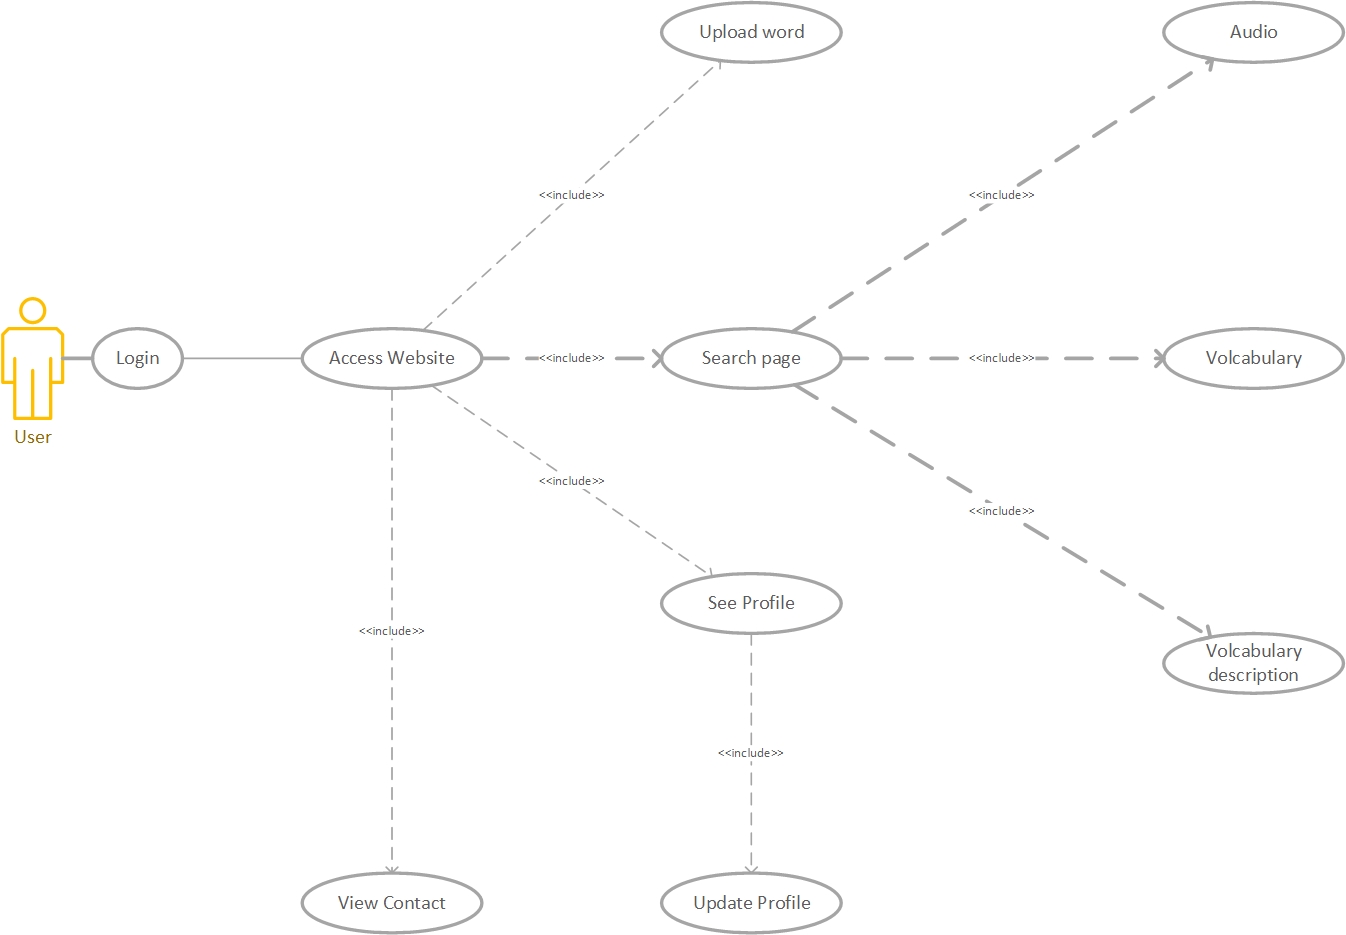 Upload word
Audio
<<include>>
<<include>>
Login
Access Website
<<include>>
Search page
<<include>>
Volcabulary
User
<<include>>
<<include>>
See Profile
<<include>>
Volcabulary
description
<<include>>
View Contact
Update Profile